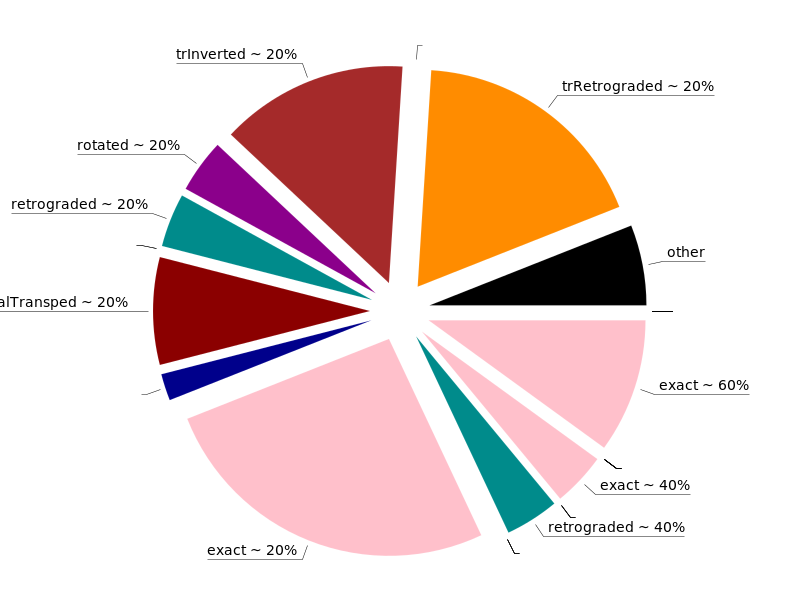 trInverted ~ 20%
trRetrograded ~ 20%
rotated ~ 20%
retrograded ~ 20%
other
alTransped ~ 20%
exact ~ 60%
exact ~ 40%
retrograded ~ 40%
exact ~ 20%